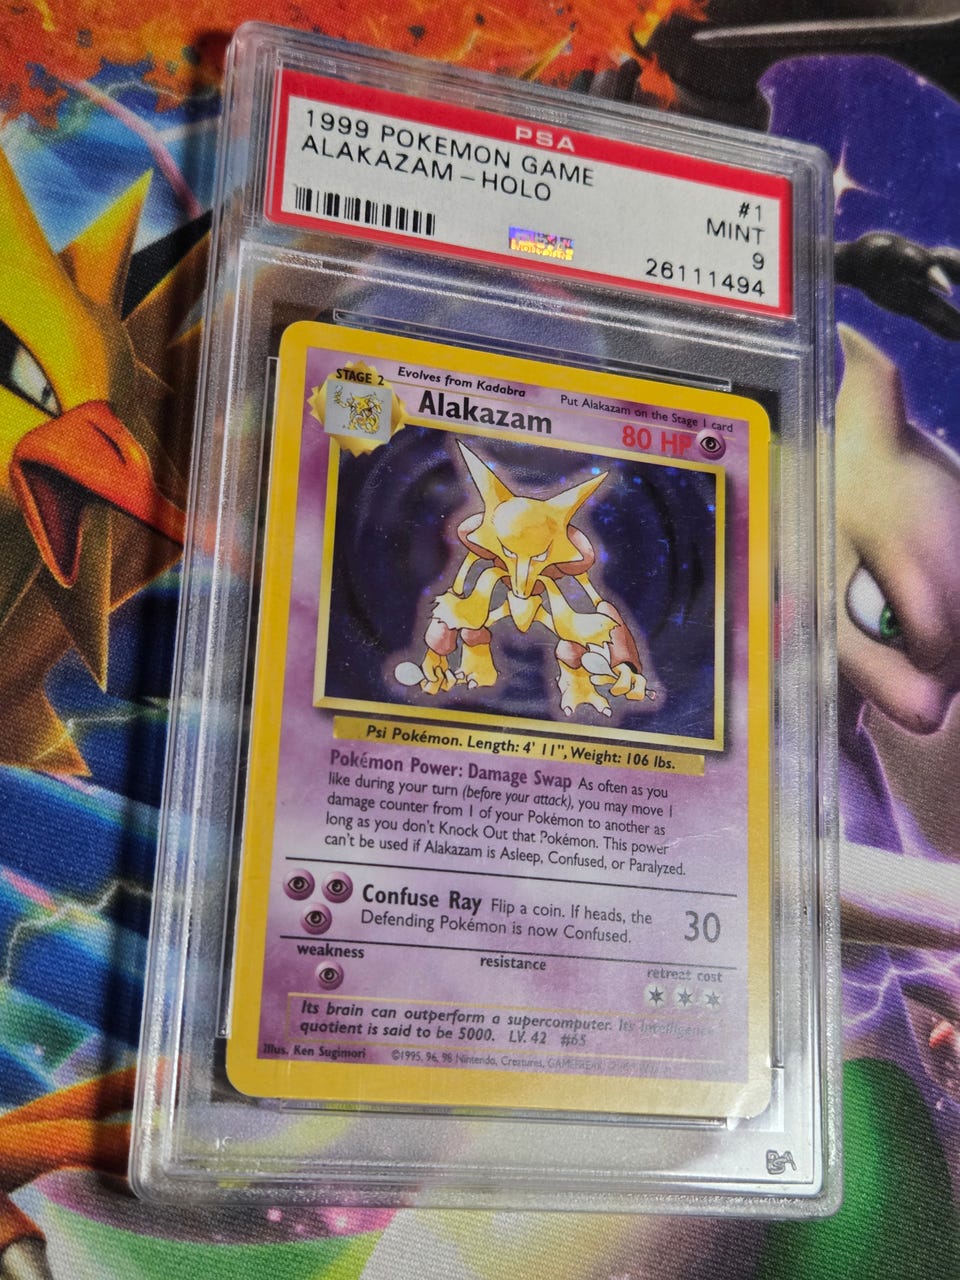 PSA
1999 POKEMON GAME
#1
ALAKAZAM - HOLO
MINT
9
26111494
STAGE 2
Evolves from Kadabra
Put Alakazam on the Stage 1 card
Alakazam
80 HP
Psi Pokémon. Length: 4' 11", Weight: 106 lbs.
Pokémon Power: Damage Swap As often as you
like during your turn (before your attack), you may move 1
damage counter from 1 of your Pokémon to another as
long as you don't Knock Out that Pokémon. This power
can't be used if Alakazam is Asleep, Confused, or Paralyzed.
Confuse Ray Flip a coin. If heads, the
Defending Pokémon is now Confused.
30
weakness
resistance
retreat cost
Its brain can outperform a supercomputer. Its intelligence
quotient is said to be 5000. LV. 42 #65
Illus. Ken Sugimori
©1995, 96, 98 Nintendo, Creatures, GAMEFREAK.
PSA